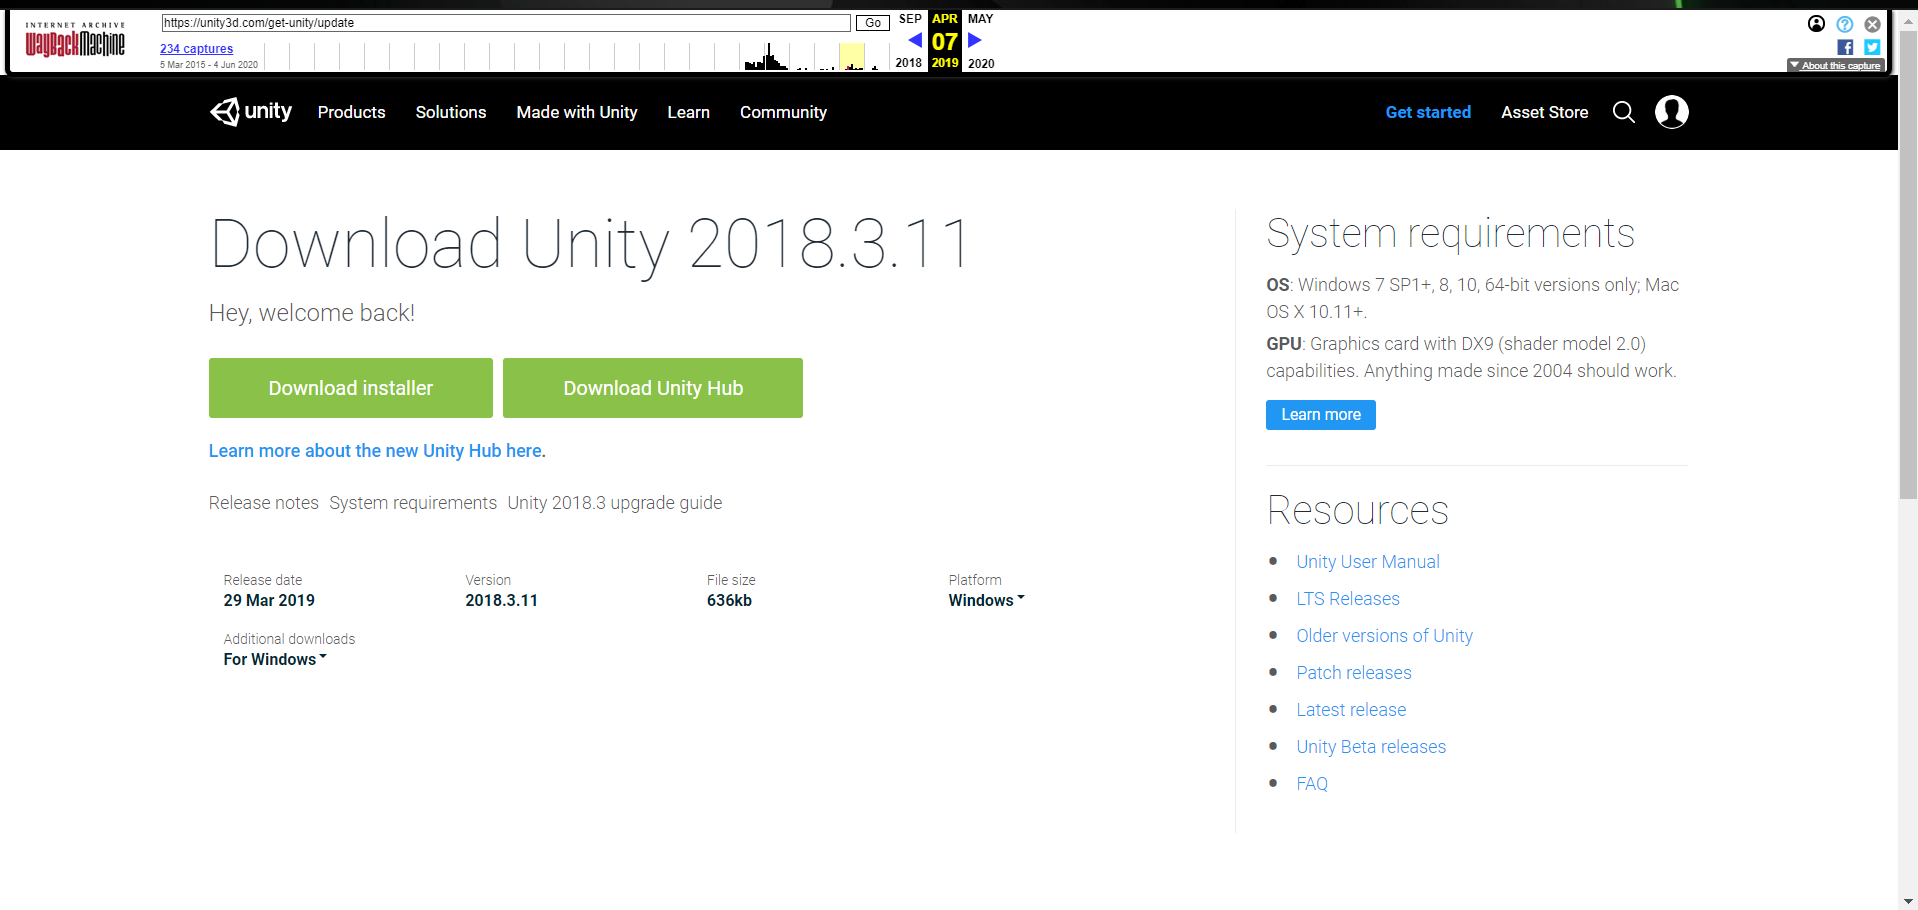 INTERNET ARCHIVE
WayBackMachine
https://unity3d.com/get-unity/update
Go
234 captures
5 Mar 2015 - 4 Jun 2020
SEP
APR
MAY
07
2018
2019
2020
About this capture
unity
Products
Solutions
Made with Unity
Learn
Community
Get started
Asset Store
Download Unity 2018.3.11
Hey, welcome back!
Download installer
Download Unity Hub
Learn more about the new Unity Hub here.
Release notes
System requirements
Unity 2018.3 upgrade guide
Release date
29 Mar 2019
Version
2018.3.11
File size
636kb
Platform
Windows
Additional downloads
For Windows
System requirements
OS: Windows 7 SP1+, 8, 10, 64-bit versions only; Mac
OS X 10.11+.
GPU: Graphics card with DX9 (shader model 2.0)
capabilities. Anything made since 2004 should work.
Learn more
Resources
Unity User Manual
LTS Releases
Older versions of Unity
Patch releases
Latest release
Unity Beta releases
FAQ